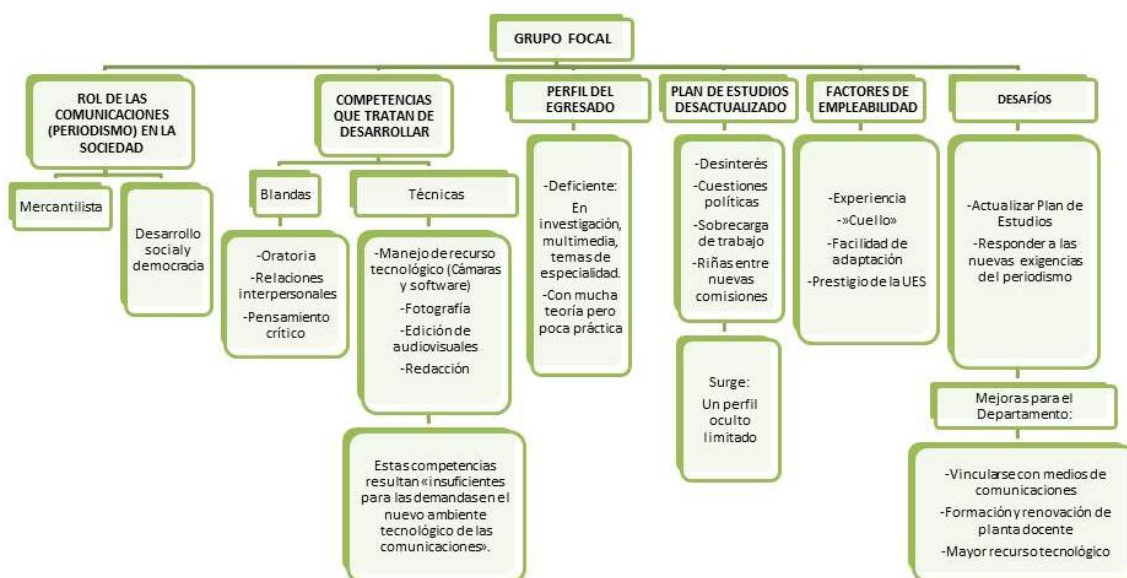 GRUPO FOCAL
ROL DE LAS
COMUNICACIONES
(PERIODISMO) EN LA
SOCIEDAD
Mercantilista
Desarrollo
social y
democracia
COMPETENCIAS
QUE TRATAN DE
DESARROLLAR
Blandas
-Oratoria
-Relaciones
interpersonales
-Pensamiento
crítico
Técnicas
-Manejo de recurso
tecnológico (Cámaras
y software)
-Fotografía
-Edición de
audiovisuales
-Redacción
Estas competencias
resultan «insuficientes
para las demandas en el
nuevo ambiente
tecnológico de las
comunicaciones».
PERFIL DEL
EGRESADO
-Deficiente:
En
investigación,
multimedia,
temas de
especialidad.
-Con mucha
teoría pero
poca práctica
PLAN DE ESTUDIOS
DESACTUALIZADO
-Desinterés
-Cuestiones
políticas
-Sobrecarga
de trabajo
-Riñas entre
nuevas
comisiones
Surge:
Un perfil
oculto
limitado
FACTORES DE
EMPLEABILIDAD
-Experiencia
-»Cuello»
-Facilidad de
adaptación
-Prestigio de la UES
DESAFÍOS
-Actualizar Plan de
Estudios
-Responder a las
nuevas exigencias
del periodismo
Mejoras para el
Departamento:
-Vincularse con medios de
comunicaciones
-Formación y renovación de
planta docente
-Mayor recurso tecnológico